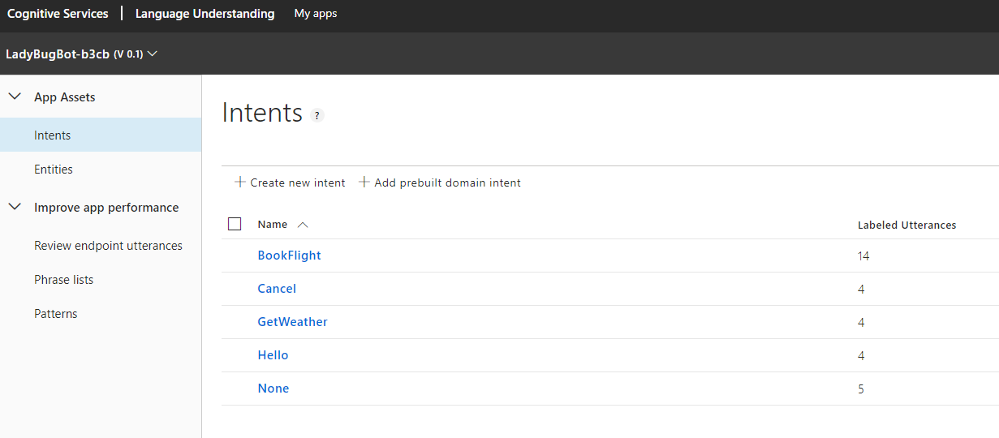 Cognitive Services | Language Understanding My apps
LadyBugBot-b3cb (V 0.1)
App Assets
Intents
Entities
Improve app performance
Review endpoint utterances
Phrase lists
Patterns
Intents ?
+ Create new intent + Add prebuilt domain intent
Name Labeled Utterances
BookFlight 14
Cancel 4
GetWeather 4
Hello 4
None 5